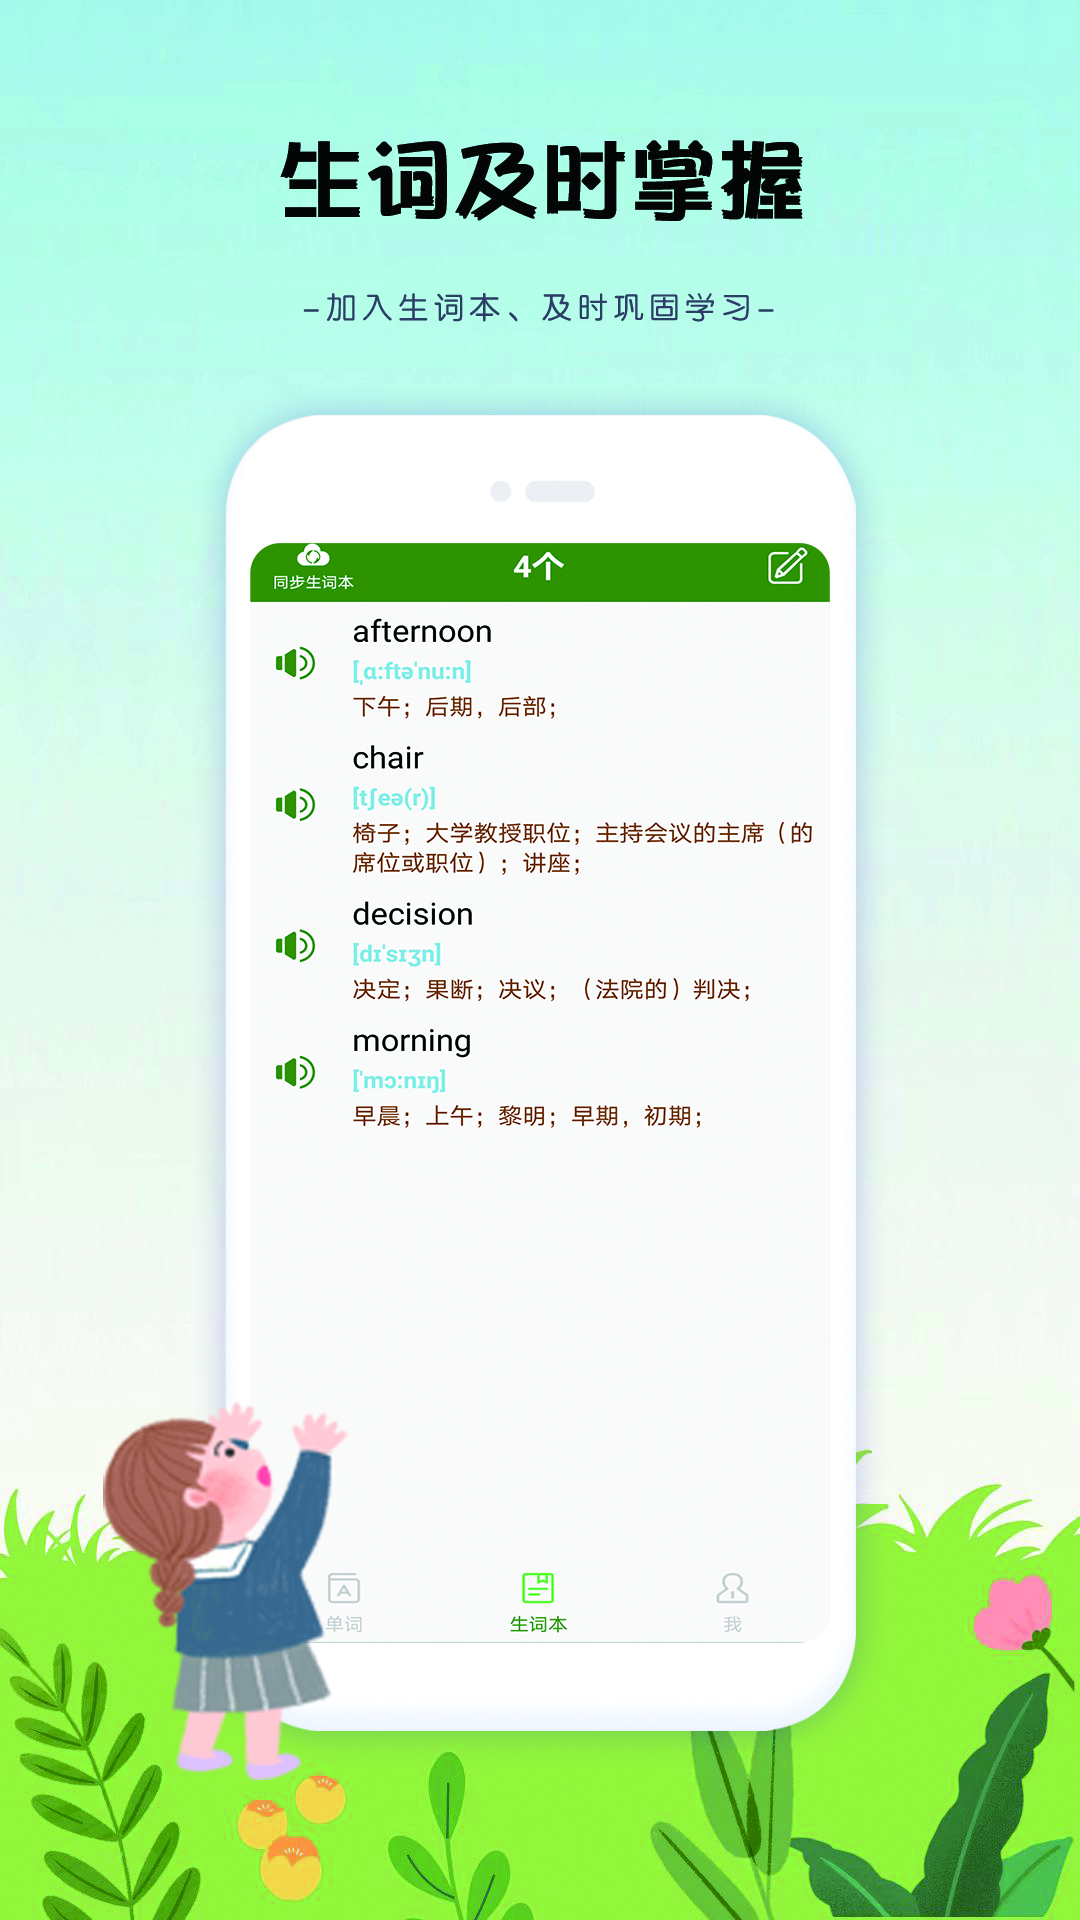 生词及时掌握
–加入生词本、及时巩固学习–
同步生词本
4个
afternoon
[ˌɑ:ftə'nu:n]
下午；后期，后部；
chair
[tʃeə(r)]
椅子；大学教授职位；主持会议的主席（的
席位或职位）；讲座；
decision
[dɪ'sɪʒn]
决定；果断；决议；（法院的）判决；
morning
['mɔ:nɪŋ]
早晨；上午；黎明；早期，初期；
单词
生词本
我